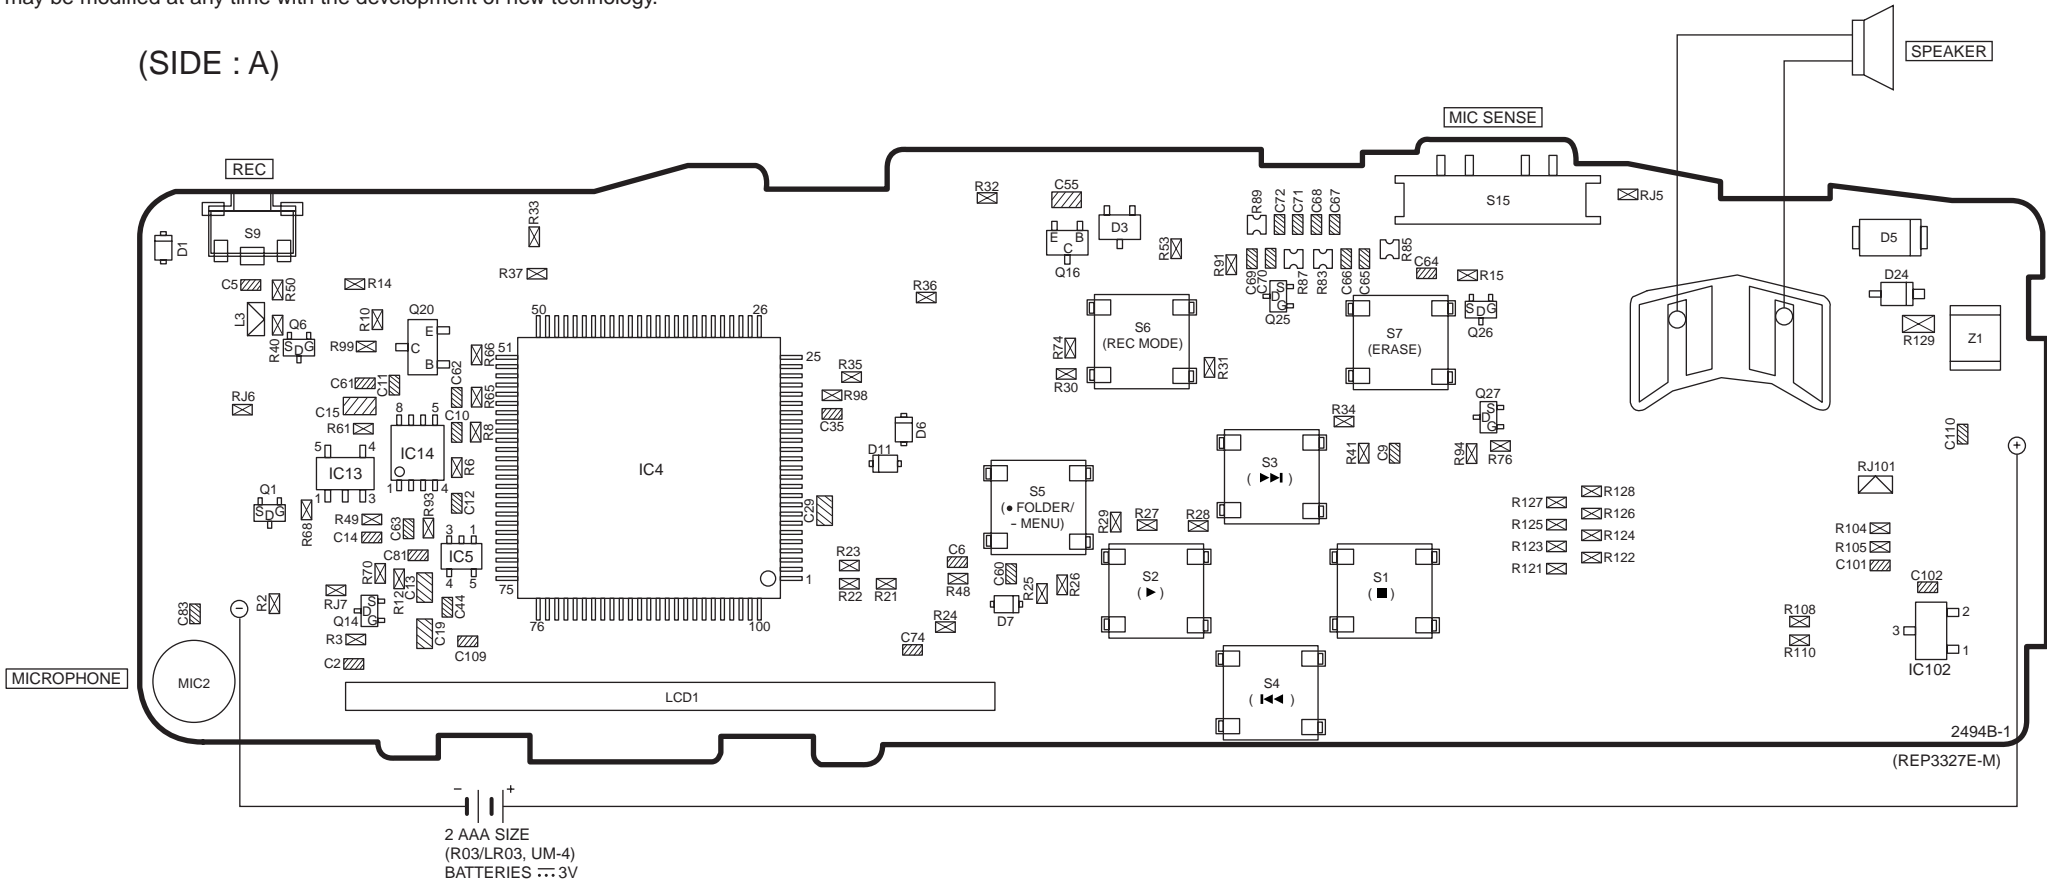 may be modified at any time with the development of new technology.
(SIDE : A)
SPEAKER
MIC SENSE
REC
S9
D1
C5
R50
L3
R40
Q6
S D G
R33
R37
R14
R10
Q20
E
C
B
R99
C61
C11
C62
R66
R65
RJ6
C15
R61
8
5
C10
R8
IC14
1
4
R6
5
4
IC13
1
3
Q1
S D G
R68
R49
C14
C63
R93
C12
3
1
IC5
4
5
C81
R70
R12
C13
C44
RJ7
Q14
S
D
G
R3
C2
C19
C109
C83
R2
−
MICROPHONE
MIC2
50
26
51
25
IC4
75
1
76
100
LCD1
R32
R36
R35
R98
C35
D6
D11
C29
R23
R22
R21
C6
R48
R24
C74
C55
E B
C
Q16
D3
R53
R89
C72
C71
C68
C67
R91
C69
C70
R87
R83
C66
C65
R85
C64
R15
S
D
G
Q25
S15
RJ5
S6
(REC MODE)
R74
R30
R31
S7
(ERASE)
S D G
Q26
Q27
S
D
G
R34
R41
C9
R94
R76
S3
( ▶▶I )
S5
(● FOLDER/
– MENU)
R29
R27
R28
C60
R25
R26
D7
S2
( ▶ )
S1
( ■ )
S4
( I◀◀ )
R127
R128
R125
R126
R123
R124
R121
R122
D5
D24
R129
Z1
C110
+
RJ101
R104
R105
C101
C102
R108
R110
2
3
1
IC102
2494B-1
(REP3327E-M)
− +
2 AAA SIZE
(R03/LR03, UM-4)
BATTERIES ⎓ 3V